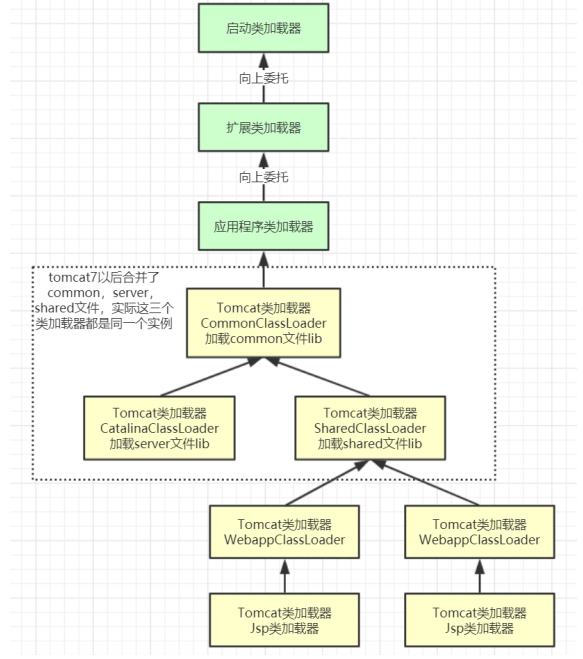 启动类加载器
向上委托
扩展类加载器
向上委托
应用程序类加载器
tomcat7以后合并了
common，server，
shared文件，实际这三个
类加载器都是同一个实例
Tomcat类加载器
CommonClassLoader
加载common文件lib
Tomcat类加载器
CatalinaClassLoader
加载server文件lib
Tomcat类加载器
SharedClassLoader
加载shared文件lib
Tomcat类加载器
WebappClassLoader
Tomcat类加载器
WebappClassLoader
Tomcat类加载器
Jsp类加载器
Tomcat类加载器
Jsp类加载器